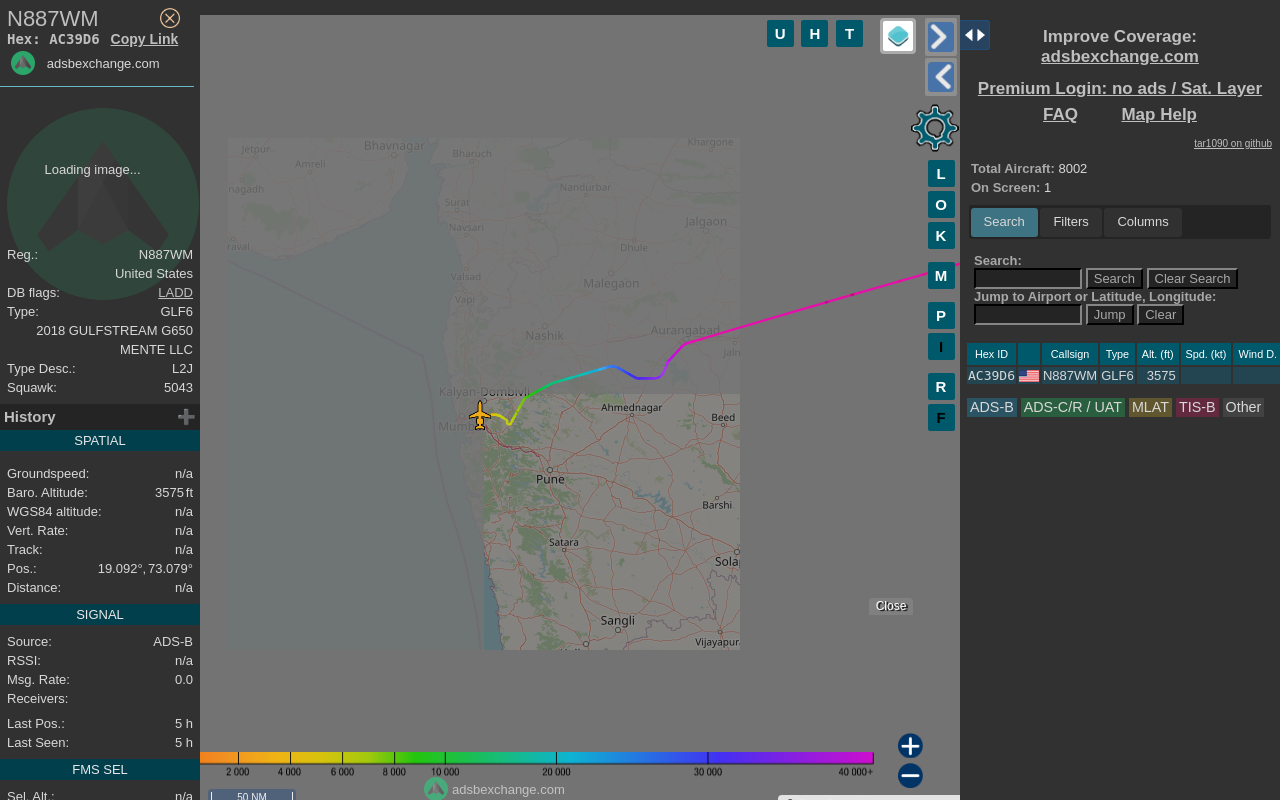 N887WM
Hex: AC39D6 Copy Link
adsbexchange.com
Loading image...
Reg.: N887WM
United States
DB flags: LADD
Type: GLF6
2018 GULFSTREAM G650
MENTE LLC
Type Desc.: L2J
Squawk: 5043
History
SPATIAL
Groundspeed: n/a
Baro. Altitude: 3575 ft
WGS84 altitude: n/a
Vert. Rate: n/a
Track: n/a
Pos.: 19.092°, 73.079°
Distance: n/a
SIGNAL
Source: ADS-B
RSSI: n/a
Msg. Rate: 0.0
Receivers:
Last Pos.: 5 h
Last Seen: 5 h
FMS SEL
Sel. Alt.: n/a
U H T
L
O
K
M
P
I
R
F
Jetpur
Bhavnagar
Amreli
Bharuch
Khargone
nagadh
Nandurbar
Surat
Navsari
Jalgaon
Dhule
raval
Valsad
Malegaon
Vapi
Nashik
Aurangabad
Jaln
Kalyan-Dombivli
Ahmednagar
Beed
Mumb
Pune
Barshi
Satara
Solap
Sangli
Vijayapur
Close
2 000 4 000 6 000 8 000 10 000 20 000 30 000 40 000+
adsbexchange.com
50 NM
Improve Coverage:
adsbexchange.com
Premium Login: no ads / Sat. Layer
FAQ Map Help
tar1090 on github
Total Aircraft: 8002
On Screen: 1
Search Filters Columns
Search:
Search Clear Search
Jump to Airport or Latitude, Longitude:
Jump Clear
Hex ID Callsign Type Alt. (ft) Spd. (kt) Wind D.
AC39D6 N887WM GLF6 3575
ADS-B ADS-C/R / UAT MLAT TIS-B Other